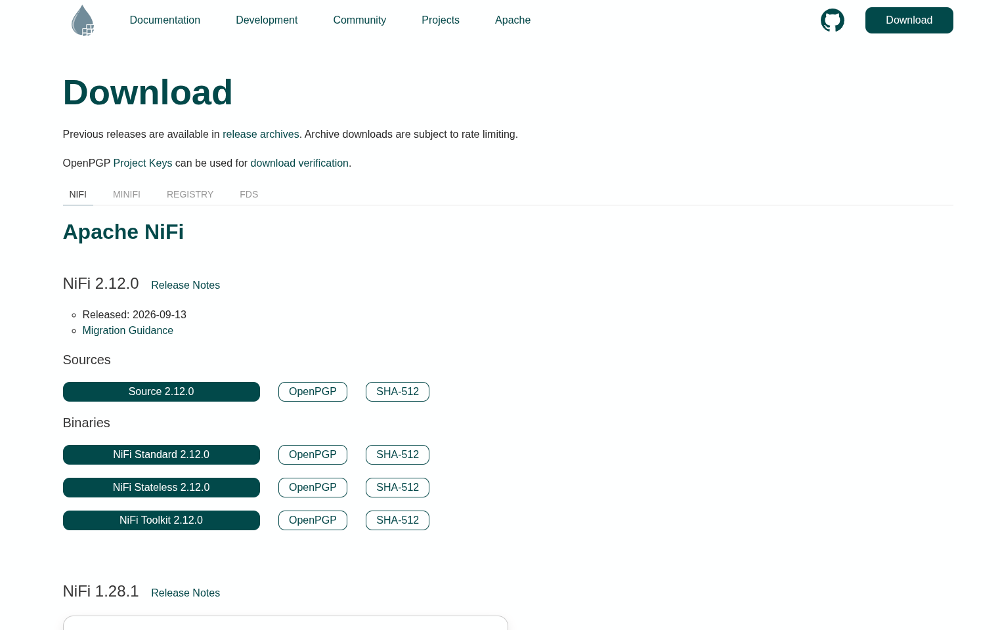 Documentation Development Community Projects Apache Download
Download
Previous releases are available in release archives. Archive downloads are subject to rate limiting.
OpenPGP Project Keys can be used for download verification.
NIFI MINIFI REGISTRY FDS
Apache NiFi
NiFi 2.12.0 Release Notes
Released: 2026-09-13
Migration Guidance
Sources
Source 2.12.0 OpenPGP SHA-512
Binaries
NiFi Standard 2.12.0 OpenPGP SHA-512
NiFi Stateless 2.12.0 OpenPGP SHA-512
NiFi Toolkit 2.12.0 OpenPGP SHA-512
NiFi 1.28.1 Release Notes